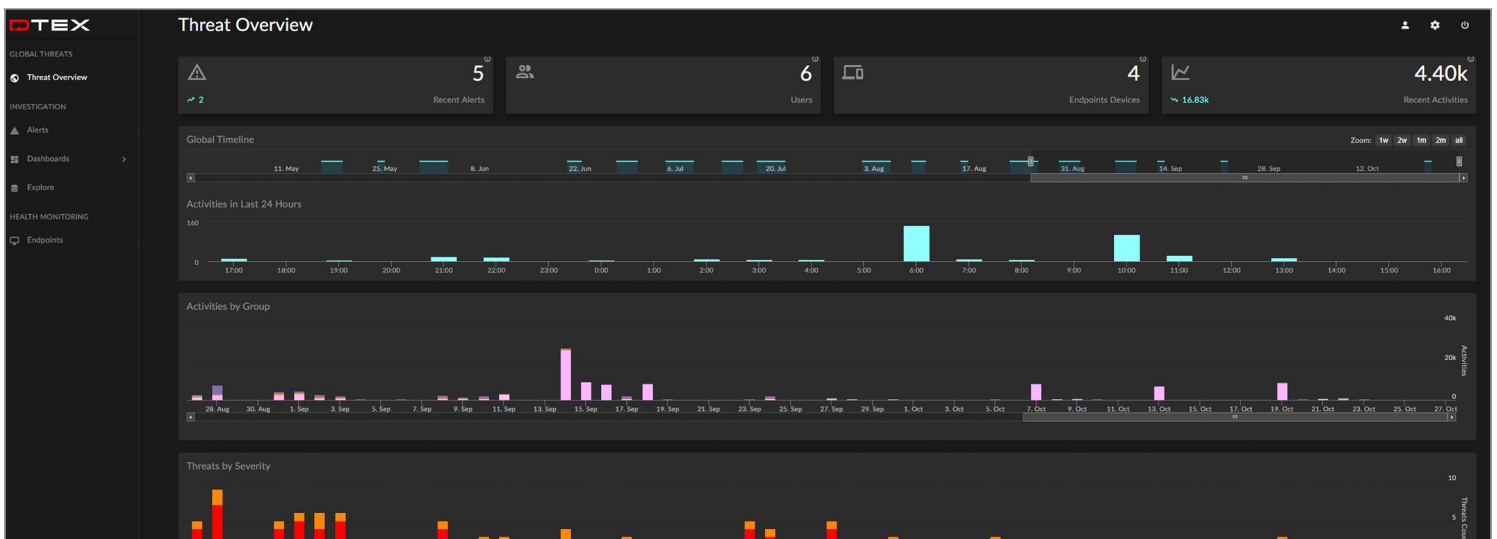 DTEX
Threat Overview
GLOBAL THREATS
Threat Overview
INVESTIGATION
Alerts
Dashboards
Explore
HEALTH MONITORING
Endpoints
5
2
Recent Alerts
6
Users
4
Endpoints Devices
4.40k
16.83k
Recent Activities
Global Timeline
Zoom: 1w 2w 1m 2m all
11. May 25. May 8. Jun 22. Jun 6. Jul 20. Jul 3. Aug 17. Aug 31. Aug 14. Sep 28. Sep 12. Oct
Activities in Last 24 Hours
160
0
17:00 18:00 19:00 20:00 21:00 22:00 23:00 0:00 1:00 2:00 3:00 4:00 5:00 6:00 7:00 8:00 9:00 10:00 11:00 12:00 13:00 14:00 15:00 16:00
Activities by Group
40k
20k
0
Activities
28. Aug 30. Aug 1. Sep 3. Sep 5. Sep 7. Sep 9. Sep 11. Sep 13. Sep 15. Sep 17. Sep 19. Sep 21. Sep 23. Sep 25. Sep 27. Sep 29. Sep 1. Oct 3. Oct 5. Oct 7. Oct 9. Oct 11. Oct 13. Oct 15. Oct 17. Oct 19. Oct 21. Oct 23. Oct 25. Oct 27. Oct
Threats by Severity
10
5
Threats Cou